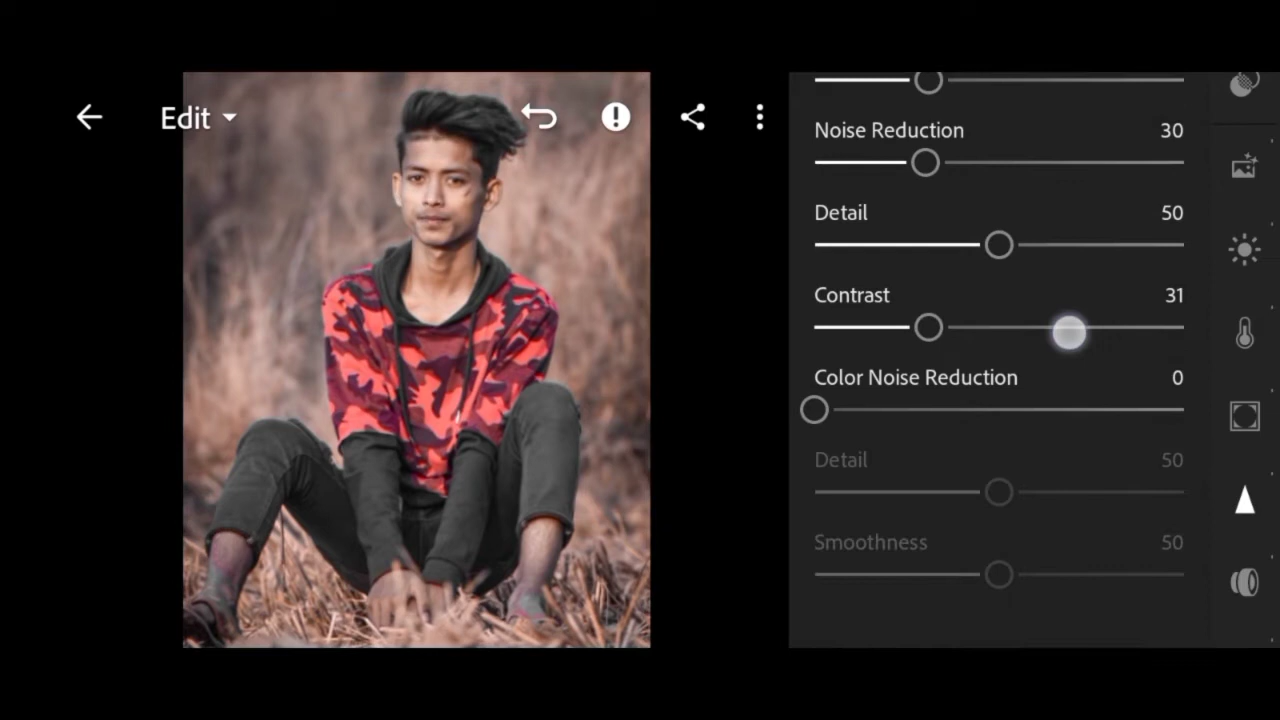 Edit
Noise Reduction 30
Detail 50
Contrast 31
Color Noise Reduction 0
Detail 50
Smoothness 50